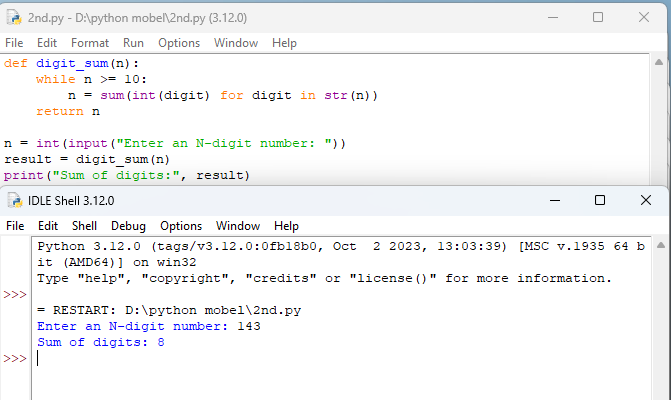 2nd.py - D:\python mobel\2nd.py (3.12.0)
File Edit Format Run Options Window Help
def digit_sum(n):
    while n >= 10:
        n = sum(int(digit) for digit in str(n))
    return n

n = int(input("Enter an N-digit number: "))
result = digit_sum(n)
print("Sum of digits:", result)
IDLE Shell 3.12.0
File Edit Shell Debug Options Window Help
Python 3.12.0 (tags/v3.12.0:0fb18b0, Oct  2 2023, 13:03:39) [MSC v.1935 64 b
it (AMD64)] on win32
Type "help", "copyright", "credits" or "license()" for more information.
>>>
= RESTART: D:\python mobel\2nd.py
Enter an N-digit number: 143
Sum of digits: 8
>>>